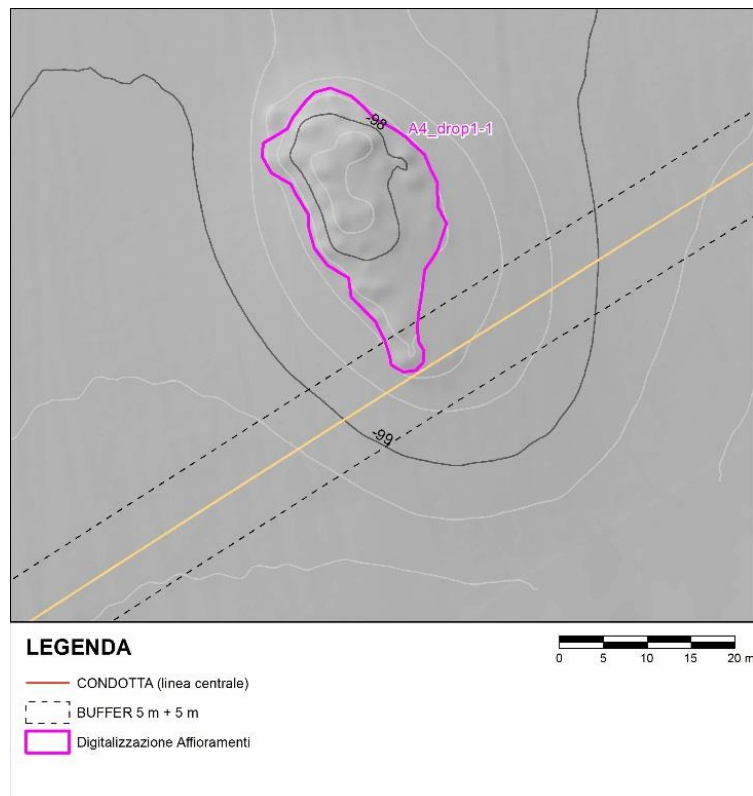 -98
A4_drop1-1
-99
LEGENDA
CONDOTTA (linea centrale)
BUFFER 5 m + 5 m
Digitalizzazione Affioramenti
0 5 10 15 20 m